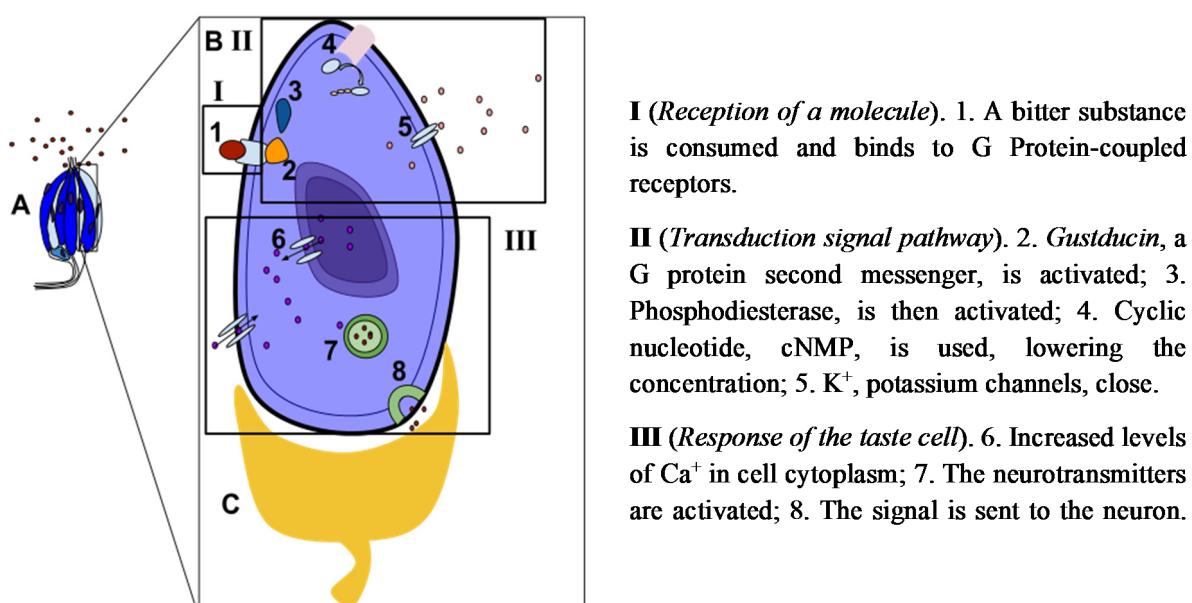 B II
4
I
3
1
5
2
A
6
III
7
8
C
I (Reception of a molecule). 1. A bitter substance
is consumed and binds to G Protein-coupled
receptors.
II (Transduction signal pathway). 2. Gustducin, a
G protein second messenger, is activated; 3.
Phosphodiesterase, is then activated; 4. Cyclic
nucleotide, cNMP, is used, lowering the
concentration; 5. K⁺, potassium channels, close.
III (Response of the taste cell). 6. Increased levels
of Ca⁺ in cell cytoplasm; 7. The neurotransmitters
are activated; 8. The signal is sent to the neuron.